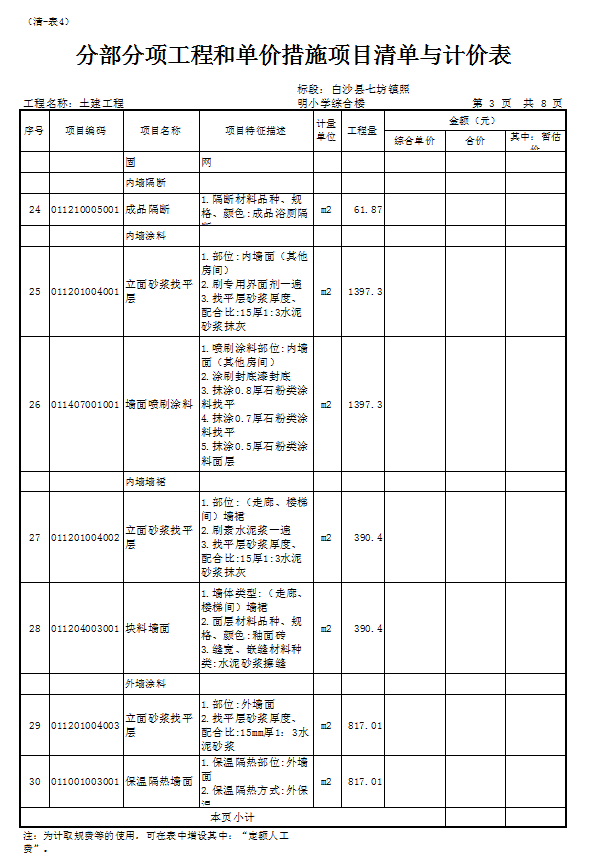 （清-表4）
分部分项工程和单价措施项目清单与计价表
工程名称：土建工程
标段：白沙县七坊镇照
明小学综合楼
第 3 页 共 8 页
序号 项目编码 项目名称 项目特征描述 计量
单位 工程量 金额（元）
综合单价 合价 其中：暂估
价
面 网
内墙隔断
24 011210005001 成品隔断
1.隔断材料品种、规
格、颜色:成品浴厕隔
断
m2 61.87
内墙涂料
25 011201004001 立面砂浆找平
层
1.部位:内墙面（其他
房间）
2.刷专用界面剂一遍
3.找平层砂浆厚度、
配合比:15厚1:3水泥
砂浆抹灰
m2 1397.3
26 011407001001 墙面喷刷涂料
1.喷刷涂料部位:内墙
面（其他房间）
2.涂刷封底漆封底
3.抹涂0.8厚石粉类涂
料找平
4.抹涂0.7厚石粉类涂
料找平
5.抹涂0.5厚石粉类涂
料面层
m2 1397.3
内墙墙裙
27 011201004002 立面砂浆找平
层
1.部位:（走廊、楼梯
间）墙裙
2.刷素水泥浆一遍
3.找平层砂浆厚度、
配合比:15厚1:3水泥
砂浆抹灰
m2 390.4
28 011204003001 块料墙面
1.墙体类型:（走廊、
楼梯间）墙裙
2.面层材料品种、规
格、颜色:釉面砖
3.缝宽、嵌缝材料种
类:水泥砂浆擦缝
m2 390.4
外墙涂料
29 011201004003 立面砂浆找平
层
1.部位:外墙面
2.找平层砂浆厚度、
配合比:15mm厚1：3水
泥砂浆
m2 817.01
30 011001003001 保温隔热墙面
1.保温隔热部位:外墙
面
2.保温隔热方式:外保
温
m2 817.01
本页小计
注：为计取规费等的使用，可在表中增设其中：“定额人工
费”。